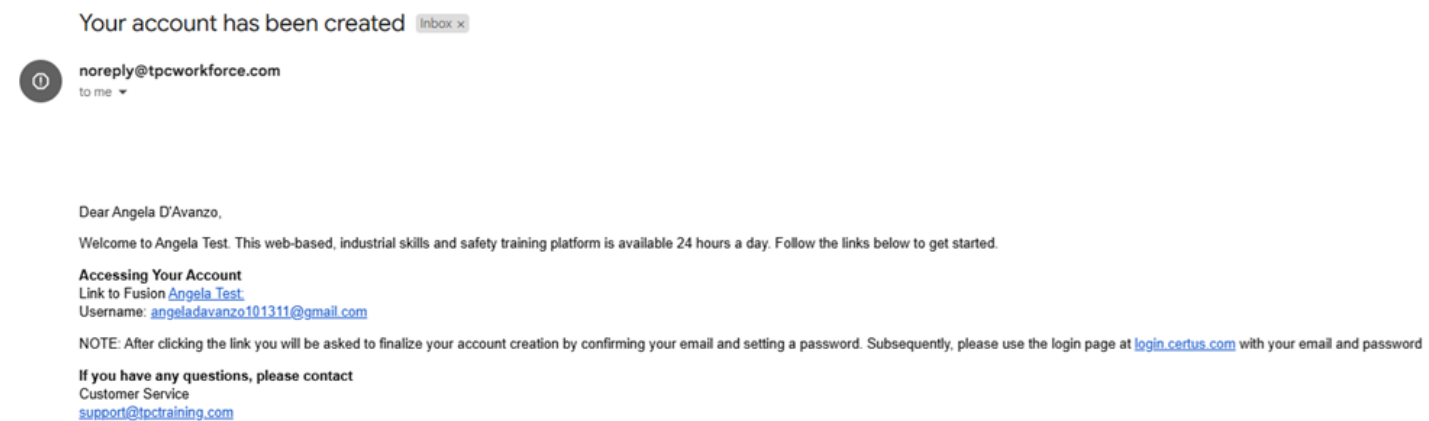 Your account has been created Inbox ×
noreply@tpcworkforce.com
to me
Dear Angela D'Avanzo,
Welcome to Angela Test. This web-based, industrial skills and safety training platform is available 24 hours a day. Follow the links below to get started.
Accessing Your Account
Link to Fusion Angela Test:
Username: angeladavanzo101311@gmail.com
NOTE: After clicking the link you will be asked to finalize your account creation by confirming your email and setting a password. Subsequently, please use the login page at login.certus.com with your email and password
If you have any questions, please contact
Customer Service
support@tpctraining.com